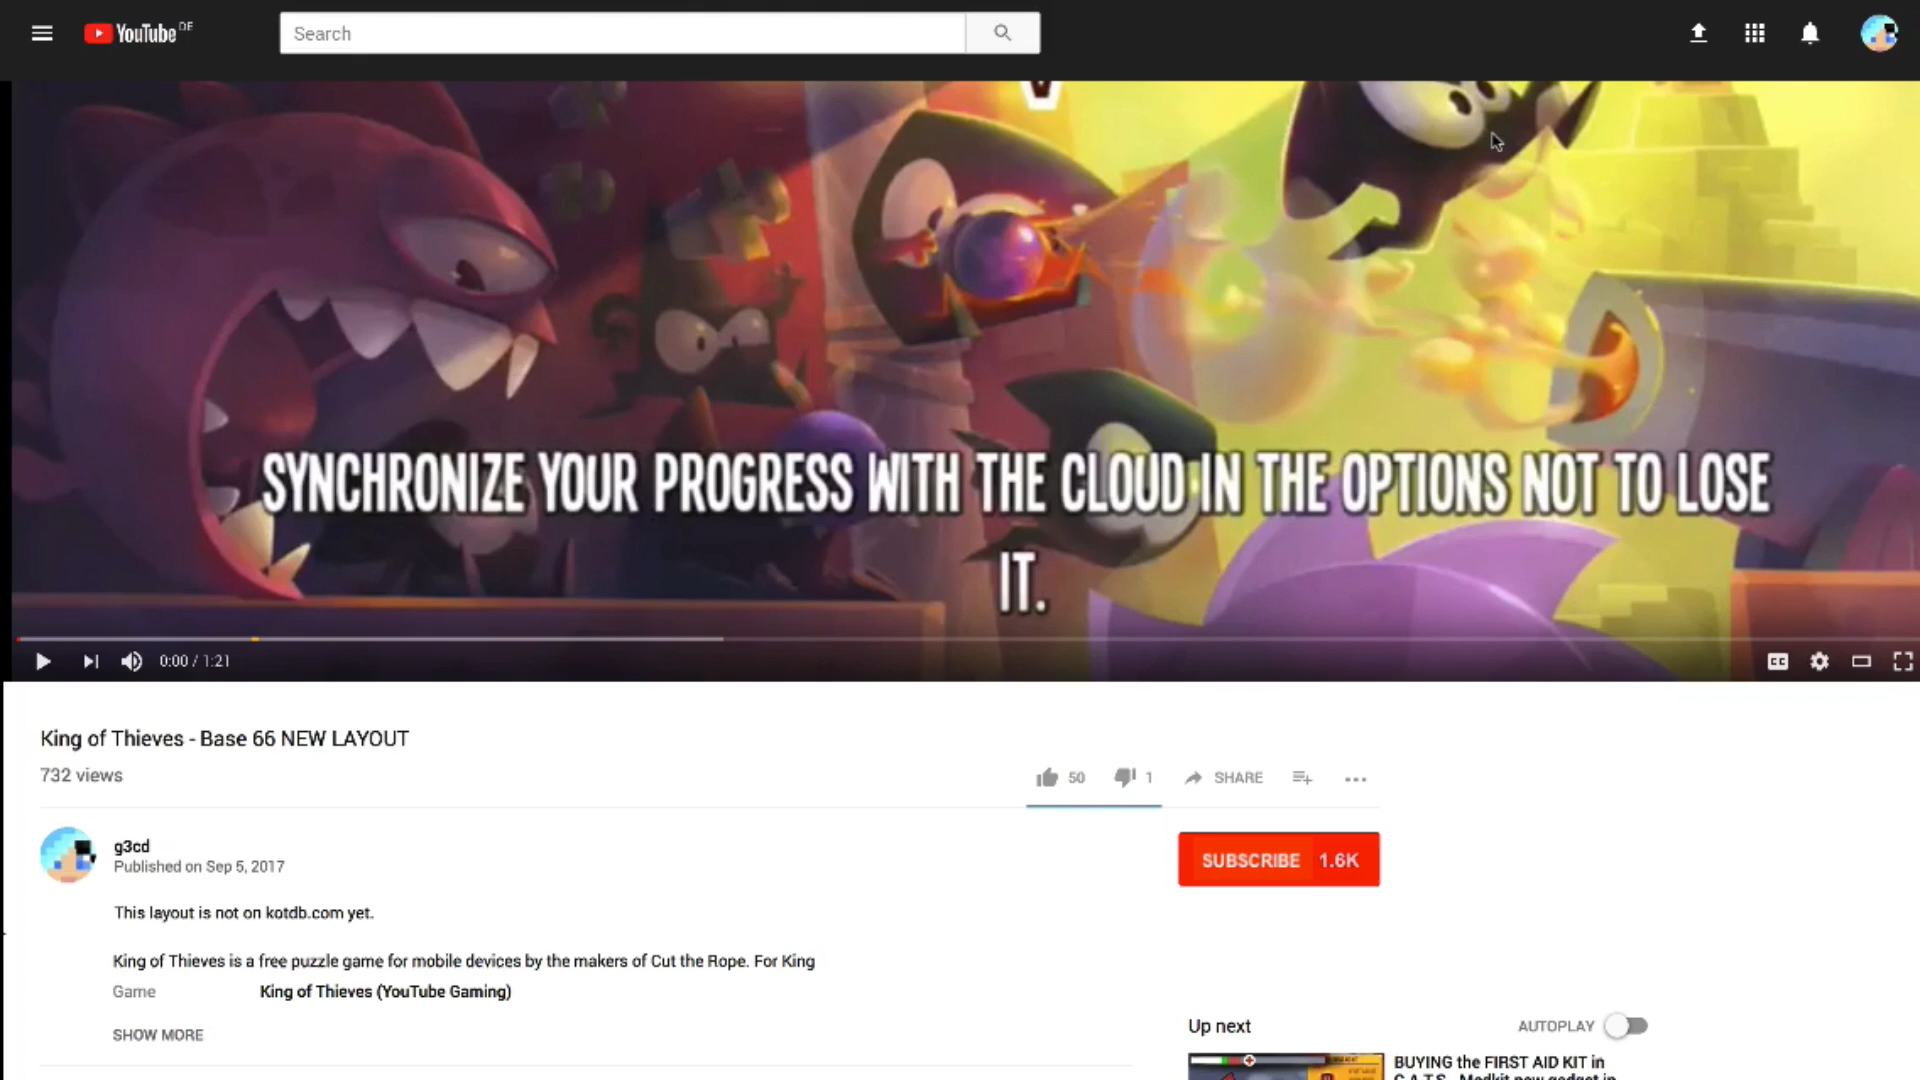 YouTube DE
Search
SYNCHRONIZE YOUR PROGRESS WITH THE CLOUD IN THE OPTIONS NOT TO LOSE
IT.
0:00 / 1:21
CC
King of Thieves - Base 66 NEW LAYOUT
732 views
50 1 SHARE
g3cd
Published on Sep 5, 2017
SUBSCRIBE 1.6K
This layout is not on kotdb.com yet.
King of Thieves is a free puzzle game for mobile devices by the makers of Cut the Rope. For King
Game King of Thieves (YouTube Gaming)
SHOW MORE
Up next AUTOPLAY
BUYING the FIRST AID KIT in
C.A.T.S - Medkit new gadget in